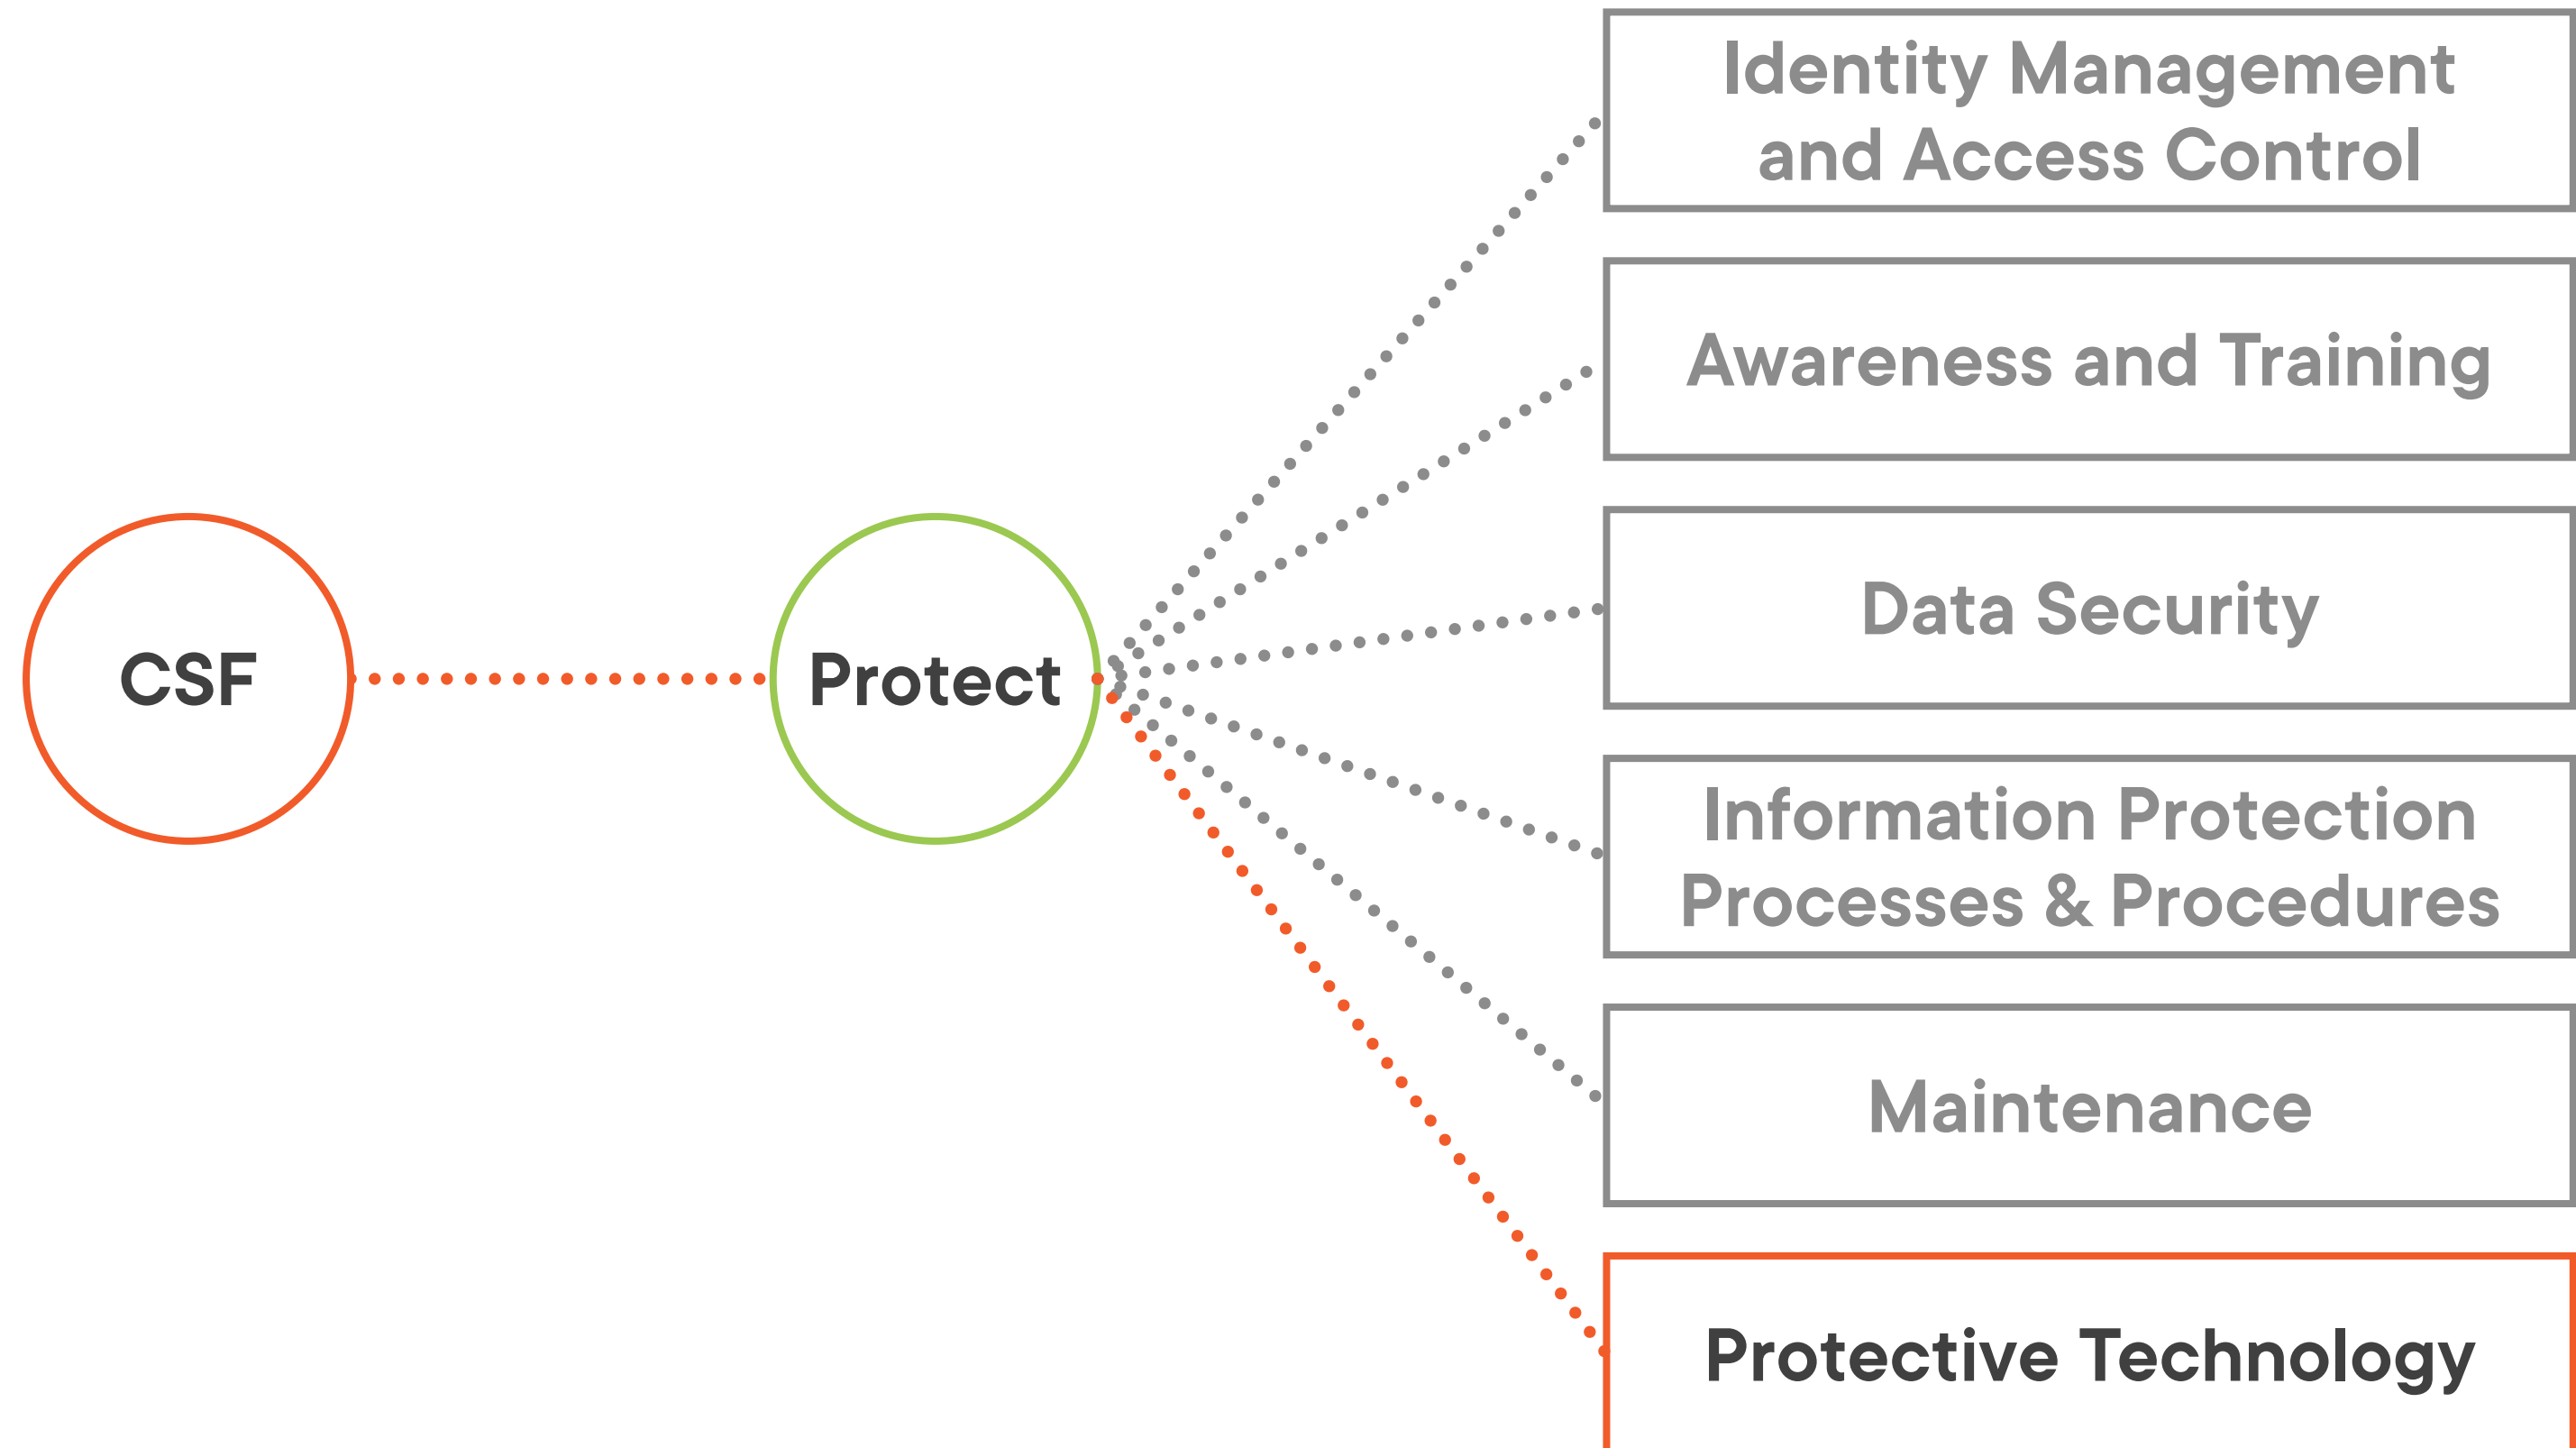 CSF
Protect
Identity Management
and Access Control
Awareness and Training
Data Security
Information Protection
Processes & Procedures
Maintenance
Protective Technology